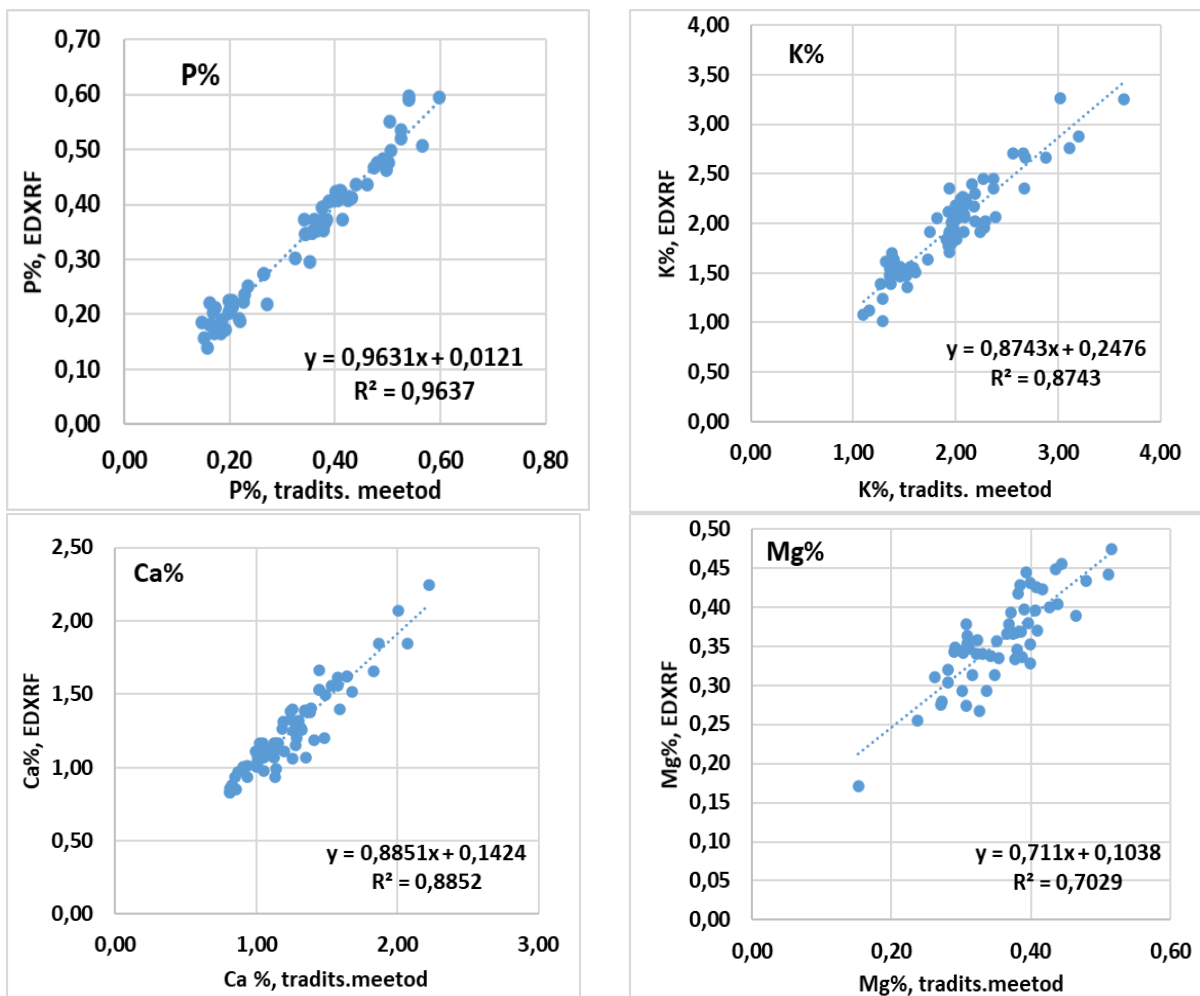 P%
0,70
0,60
0,50
0,40
0,30
0,20
0,10
0,00
P%, EDXRF
y = 0,9631x + 0,0121
R² = 0,9637
0,00 0,20 0,40 0,60 0,80
P%, tradits. meetod
K%
4,00
3,50
3,00
2,50
2,00
1,50
1,00
0,50
0,00
K%, EDXRF
y = 0,8743x + 0,2476
R² = 0,8743
0,00 1,00 2,00 3,00 4,00
K%, tradits. meetod
Ca%
2,50
2,00
1,50
1,00
0,50
0,00
Ca%, EDXRF
y = 0,8851x + 0,1424
R² = 0,8852
0,00 1,00 2,00 3,00
Ca %, tradits.meetod
Mg%
0,50
0,45
0,40
0,35
0,30
0,25
0,20
0,15
0,10
0,05
0,00
Mg%, EDXRF
y = 0,711x + 0,1038
R² = 0,7029
0,00 0,20 0,40 0,60
Mg%, tradits.meetod